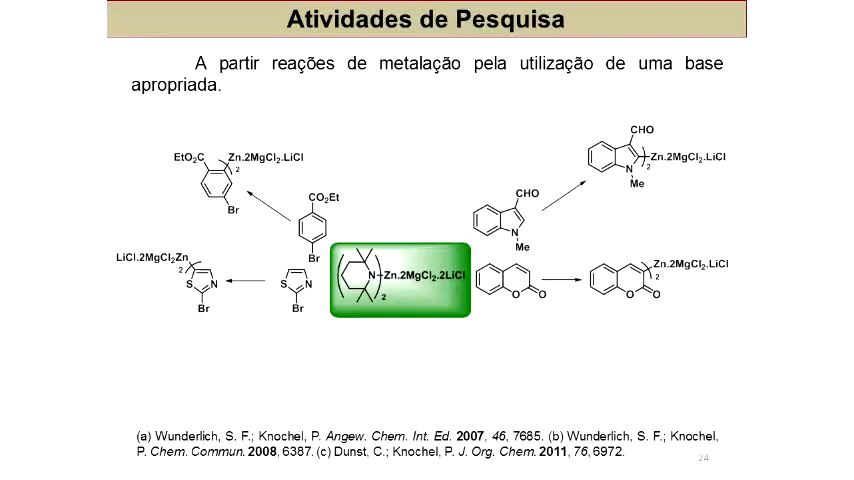 Atividades de Pesquisa
A partir reações de metalação pela utilização de uma base
apropriada.
EtO2C
Zn.2MgCl2.LiCl
2
Br
CO2Et
Br
CHO
N
Me
CHO
Zn.2MgCl2.LiCl
2
N
Me
LiCl.2MgCl2Zn
2
S
N
Br
S
N
Br
N
Zn.2MgCl2.2LiCl
2
O
O
Zn.2MgCl2.LiCl
2
O
O
(a) Wunderlich, S. F.; Knochel, P. Angew. Chem. Int. Ed. 2007, 46, 7685. (b) Wunderlich, S. F.; Knochel,
P. Chem. Commun. 2008, 6387. (c) Dunst, C.; Knochel, P. J. Org. Chem. 2011, 76, 6972.
24